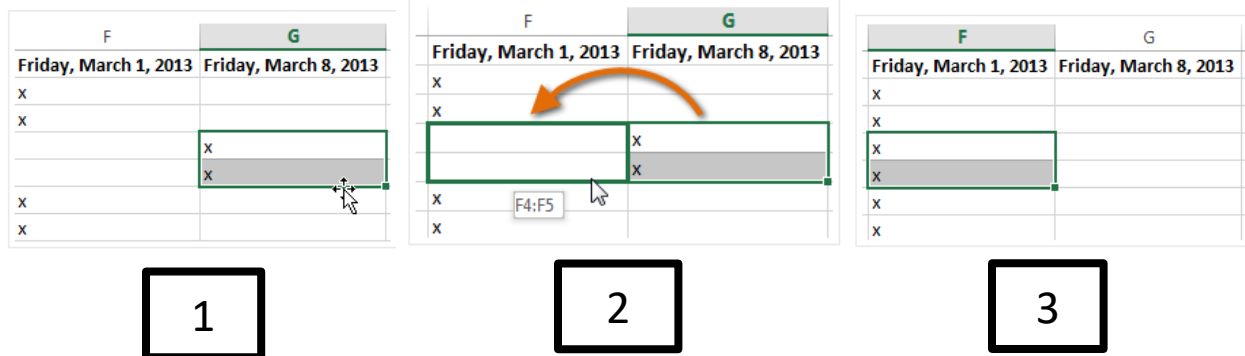 F G
Friday, March 1, 2013 Friday, March 8, 2013
x
x
x
x
x
x
1
F G
Friday, March 1, 2013 Friday, March 8, 2013
x
x
x
x
x F4:F5
x
2
F G
Friday, March 1, 2013 Friday, March 8, 2013
x
x
x
x
x
x
3